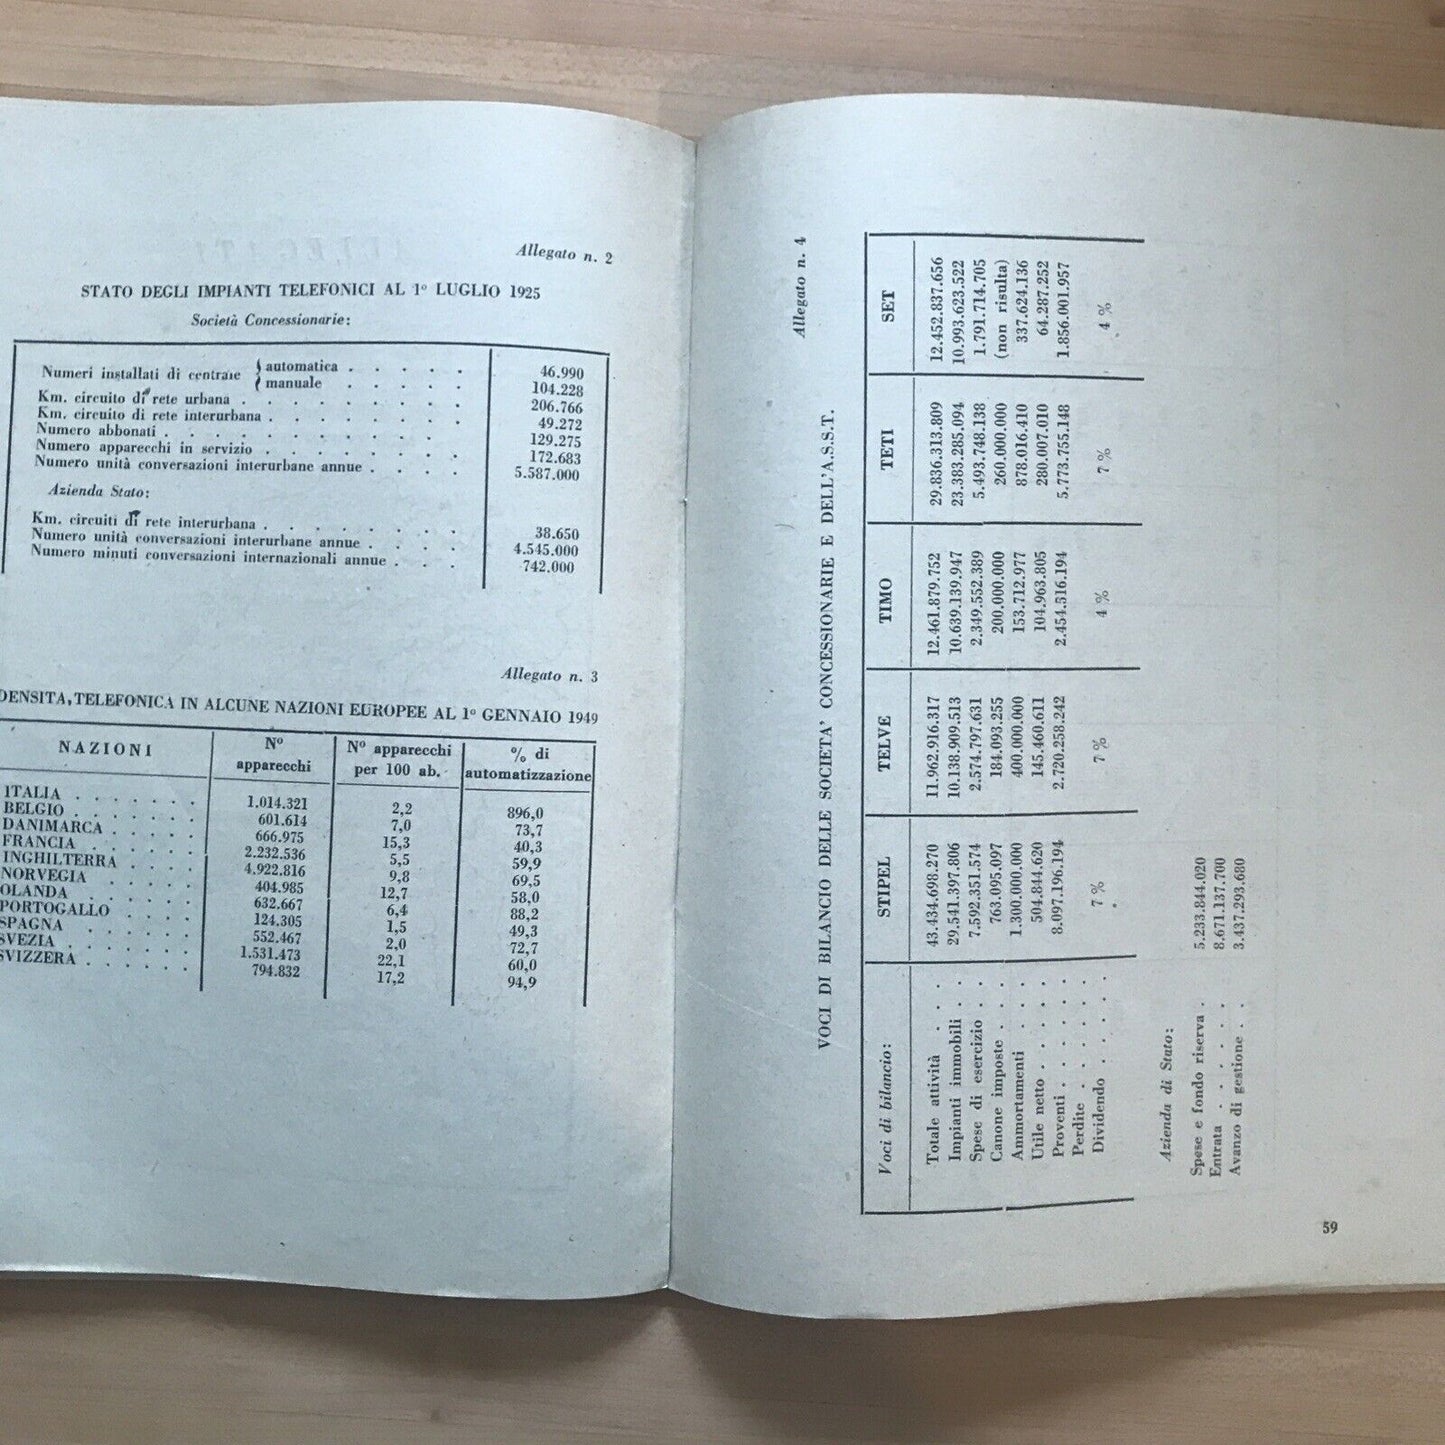 Allegato n. 2
STATO DEGLI IMPIANTI TELEFONICI AL 1º LUGLIO 1925
Società Concessionarie:
Numeri installati di centrale { automatica . . . . 46.990
manuale . . . . 104.228
Km. circuito di rete urbana . . . . . . . . 206.766
Km. circuito di rete interurbana . . . . . . . 49.272
Numero abbonati . . . . . . . . . . 129.275
Numero apparecchi in servizio . . . . . . . 172.683
Numero unità conversazioni interurbane annue . . . . 5.587.000
Azienda Stato:
Km. circuiti di rete interurbana . . . . . . . 38.650
Numero unità conversazioni interurbane annue . . . . 4.545.000
Numero minuti conversazioni internazionali annue . . . 742.000
Allegato n. 3
DENSITA, TELEFONICA IN ALCUNE NAZIONI EUROPEE AL 1º GENNAIO 1949
NAZIONI Nº apparecchi Nº apparecchi per 100 ab. % di automatizzazione
ITALIA . . . . . . . 1.014.321 2,2 896,0
BELGIO . . . . . . . 601.614 7,0 73,7
DANIMARCA . . . . . 666.975 15,3 40,3
FRANCIA . . . . . . 2.232.536 5,5 59,9
INGHILTERRA . . . . 4.922.816 9,8 69,5
NORVEGIA . . . . . 404.985 12,7 58,0
OLANDA . . . . . . 632.667 6,4 88,2
PORTOGALLO . . . . 124.305 1,5 49,3
SPAGNA . . . . . . 552.467 2,0 72,7
SVEZIA . . . . . . . 1.531.473 22,1 60,0
SVIZZERA . . . . . . 794.832 17,2 94,9
Allegato n. 4
VOCI DI BILANCIO DELLE SOCIETA' CONCESSIONARIE E DELL'A.S.S.T.
Voci di bilancio: STIPEL TELVE TIMO TETI SET
Totale attività . . . 43.434.698.270 11.962.916.317 12.461.879.752 29.836.313.809 12.452.837.656
Impianti immobili . . 29.541.397.806 10.138.909.513 10.639.139.947 23.383.285.094 10.993.623.522
Spese di esercizio . . 7.592.351.574 2.574.797.631 2.349.552.389 5.493.748.138 1.791.714.705
Canone imposte . . . 763.095.097 184.093.255 200.000.000 260.000.000 (non risulta)
Ammortamenti . . . 1.300.000.000 400.000.000 153.712.977 878.016.410 337.624.136
Utile netto . . . . . 504.844.620 145.460.611 104.963.805 280.007.010 64.287.252
Proventi . . . . . . 8.097.196.194 2.720.258.242 2.454.516.194 5.773.755.148 1.856.001.957
Perdite . . . . . .
Dividendo . . . . . . 7 % 7 % 4 % 7 % 4 %
Azienda di Stato:
Spese e fondo riserva . 5.233.844.020
Entrata . . . . . . 8.671.137.700
Avanzo di gestione . . 3.437.293.680
59